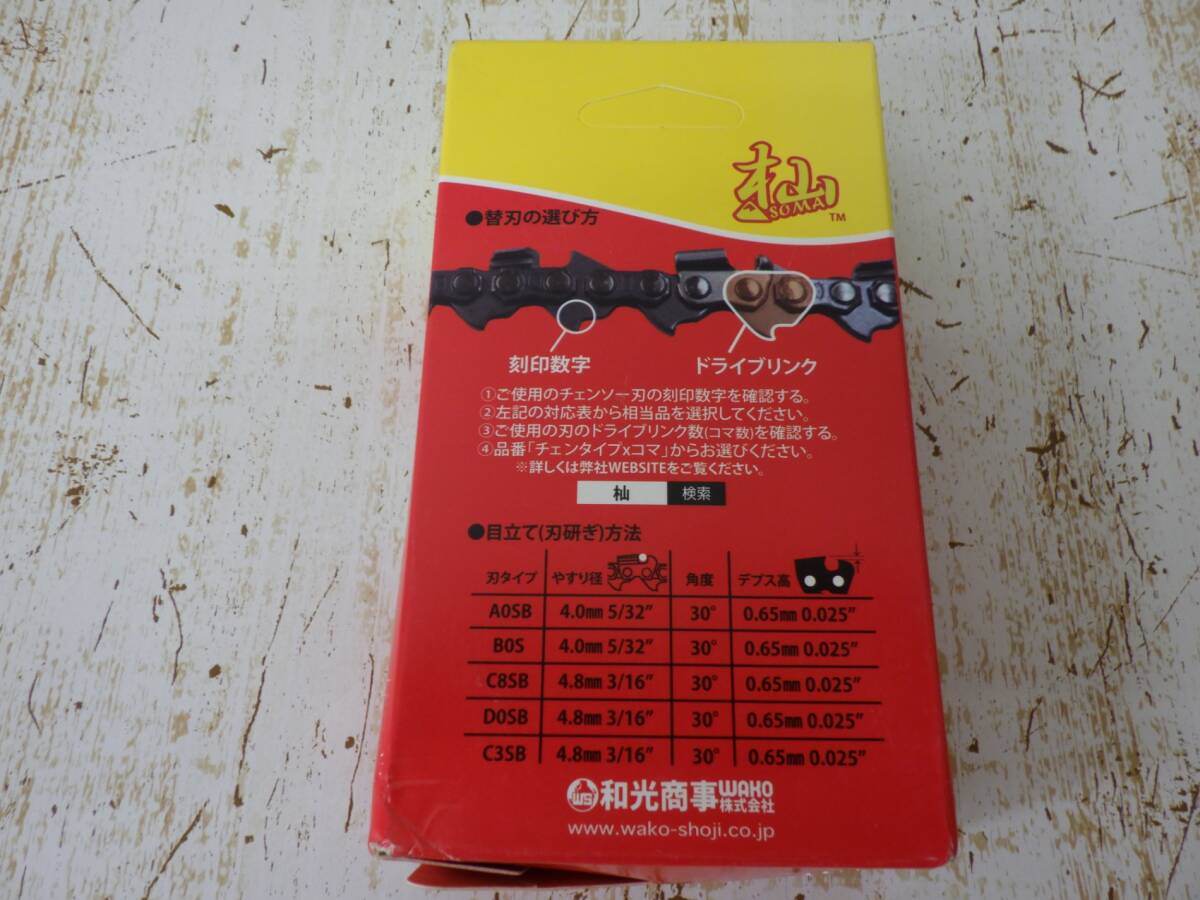 杣
SOMA
TM
●替刃の選び方
刻印数字
ドライブリンク
①ご使用のチェンソー刃の刻印数字を確認する。
②左記の対応表から相当品を選択してください。
③ご使用の刃のドライブリンク数(コマ数)を確認する。
④品番「チェンタイプxコマ」からお選びください。
※詳しくは弊社WEBSITEをご覧ください。
杣 検索
●目立て(刃研ぎ)方法
刃タイプ やすり径 角度 デプス高
A0SB 4.0mm 5/32” 30° 0.65mm 0.025”
B0S 4.0mm 5/32” 30° 0.65mm 0.025”
C8SB 4.8mm 3/16” 30° 0.65mm 0.025”
D0SB 4.8mm 3/16” 30° 0.65mm 0.025”
C3SB 4.8mm 3/16” 30° 0.65mm 0.025”
WS 和光商事 WAKO 株式会社
www.wako-shoji.co.jp